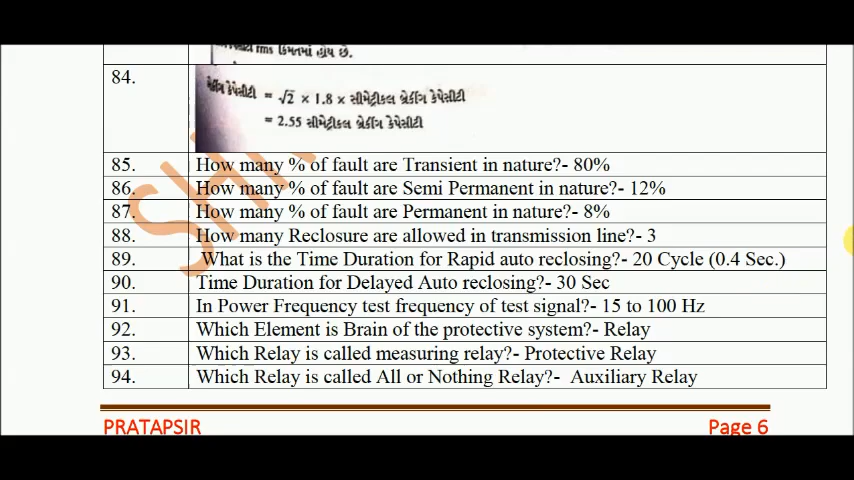 rms કિંમતમાં હોય છે.
84.
કેપેસીટી = √2 × 1.8 × સીમેટ્રીકલ બ્રેકીંગ કેપેસીટી
= 2.55 સીમેટ્રીકલ બ્રેકીંગ કેપેસીટી
85. How many % of fault are Transient in nature?- 80%
86. How many % of fault are Semi Permanent in nature?- 12%
87. How many % of fault are Permanent in nature?- 8%
88. How many Reclosure are allowed in transmission line?- 3
89. What is the Time Duration for Rapid auto reclosing?- 20 Cycle (0.4 Sec.)
90. Time Duration for Delayed Auto reclosing?- 30 Sec
91. In Power Frequency test frequency of test signal?- 15 to 100 Hz
92. Which Element is Brain of the protective system?- Relay
93. Which Relay is called measuring relay?- Protective Relay
94. Which Relay is called All or Nothing Relay?- Auxiliary Relay
PRATAPSIR Page 6